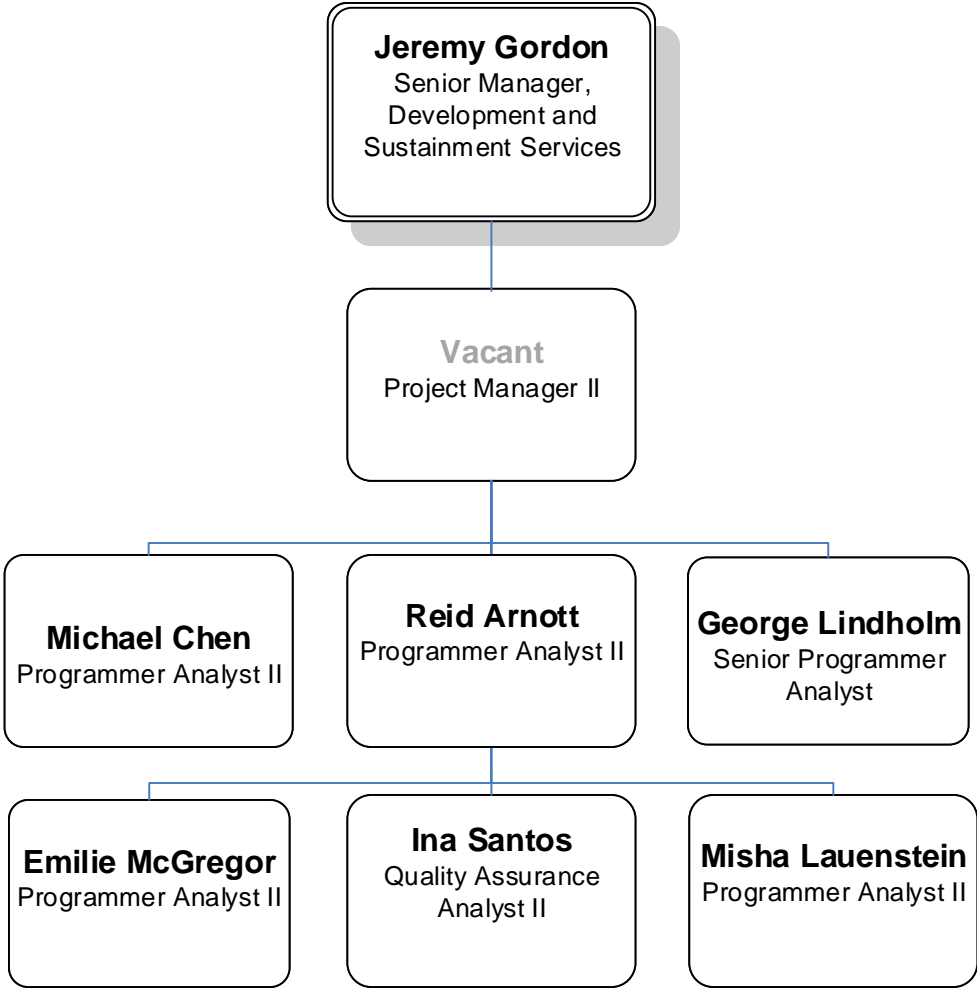 Jeremy Gordon
Senior Manager,
Development and
Sustainment Services
Vacant
Project Manager II
Michael Chen
Programmer Analyst II
Reid Arnott
Programmer Analyst II
George Lindholm
Senior Programmer
Analyst
Emilie McGregor
Programmer Analyst II
Ina Santos
Quality Assurance
Analyst II
Misha Lauenstein
Programmer Analyst II